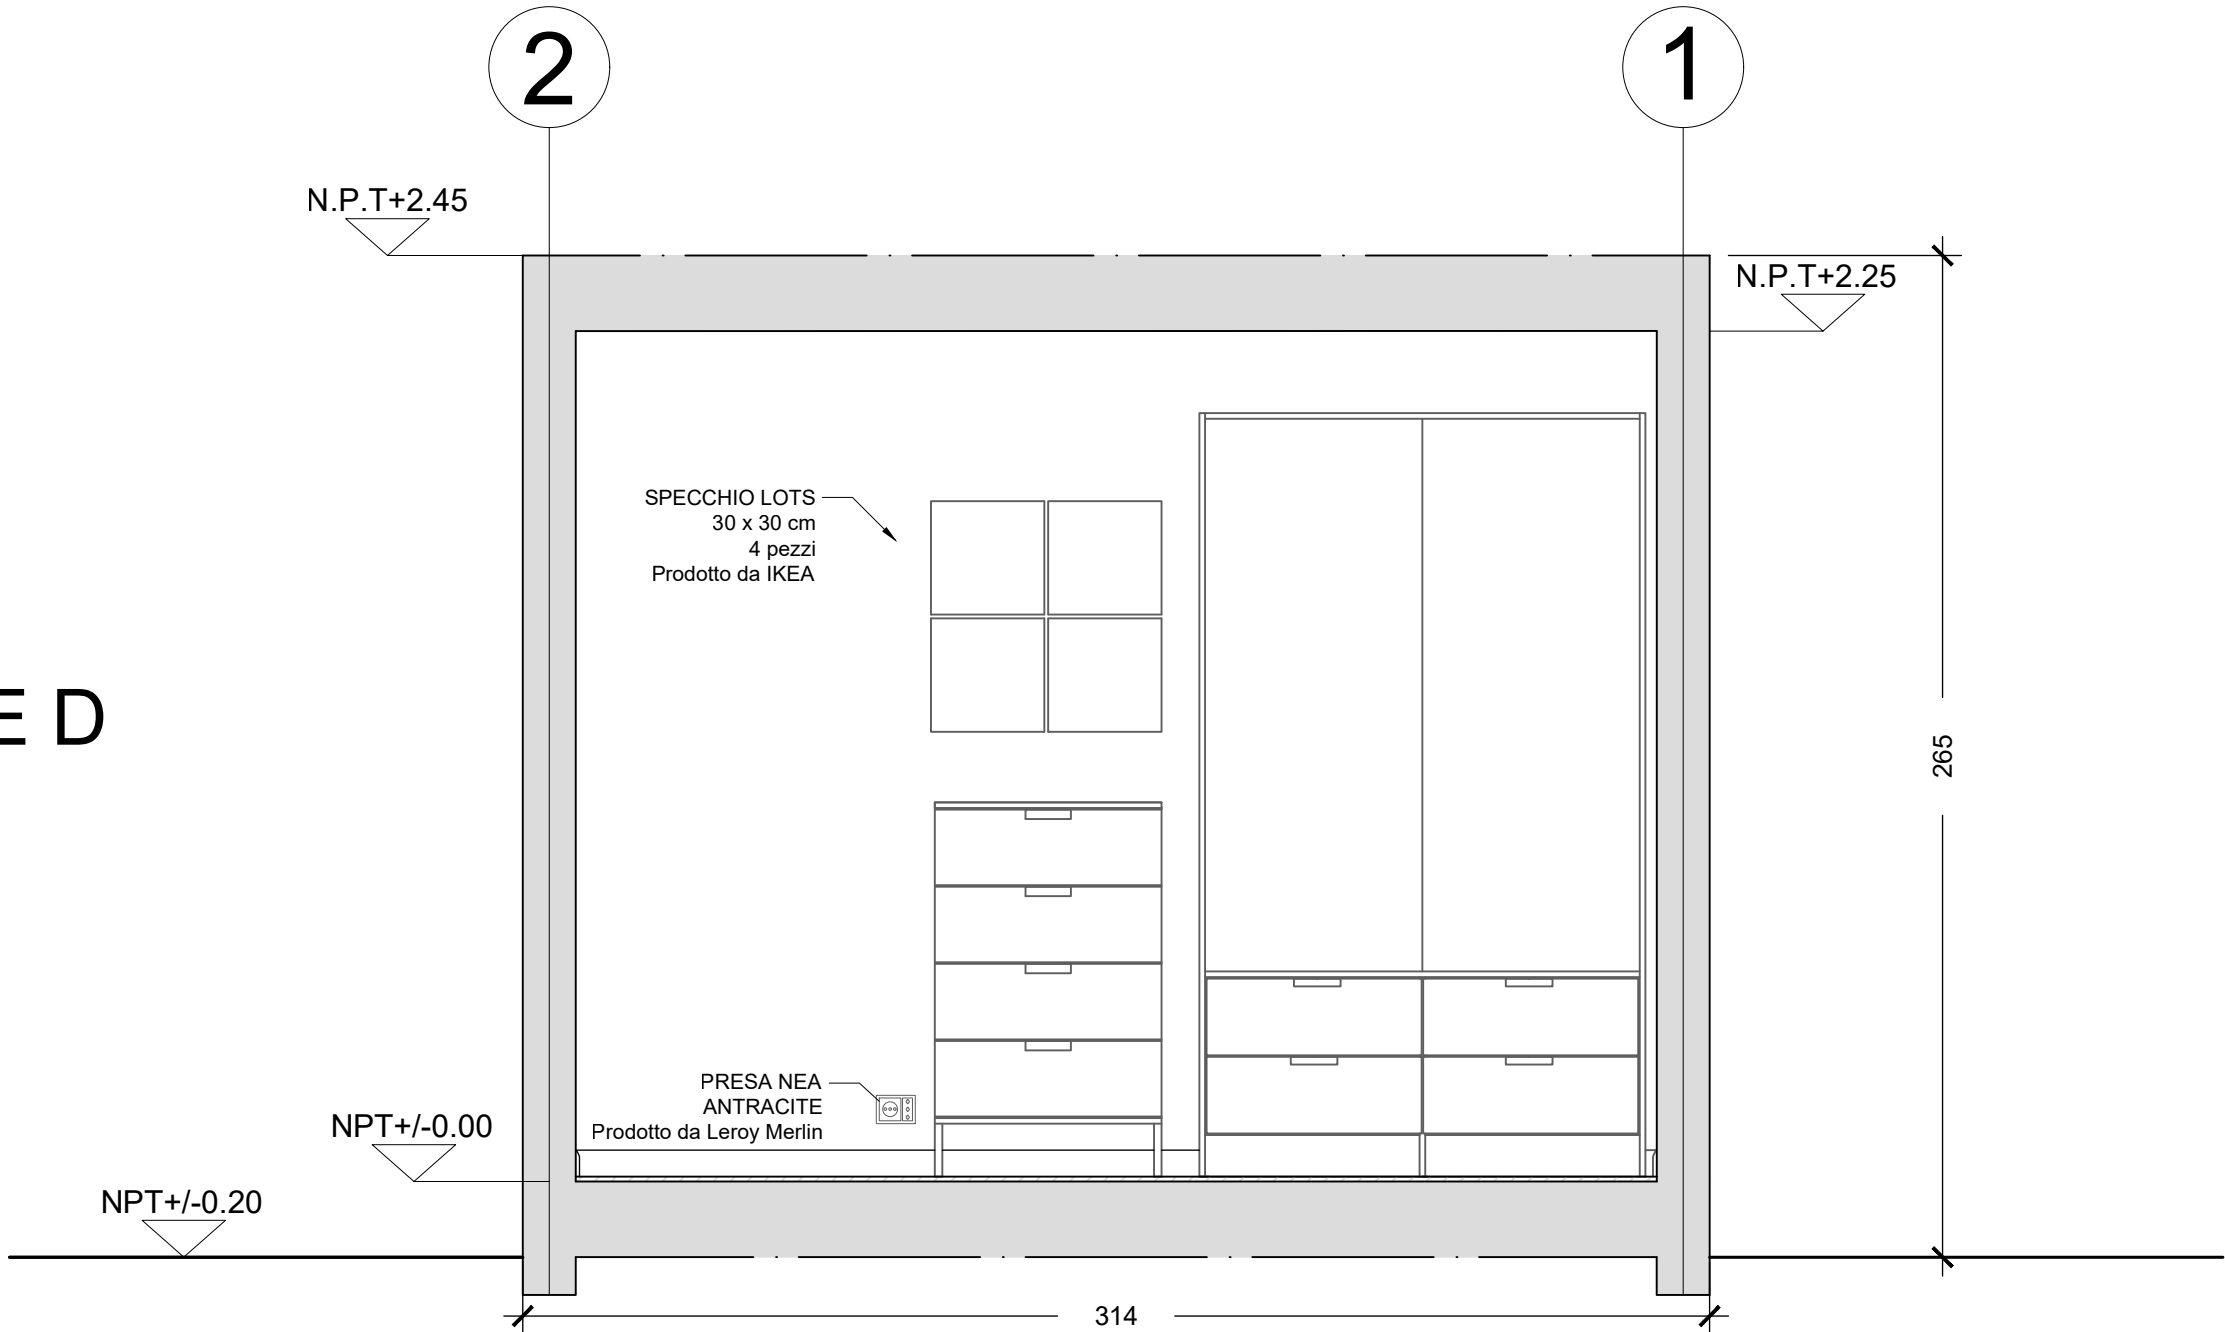 2
1
N.P.T+2.45
N.P.T+2.25
SPECCHIO LOTS
30 x 30 cm
4 pezzi
Prodotto da IKEA
E D
265
PRESA NEA
ANTRACITE
Prodotto da Leroy Merlin
NPT+/-0.00
NPT+/-0.20
314